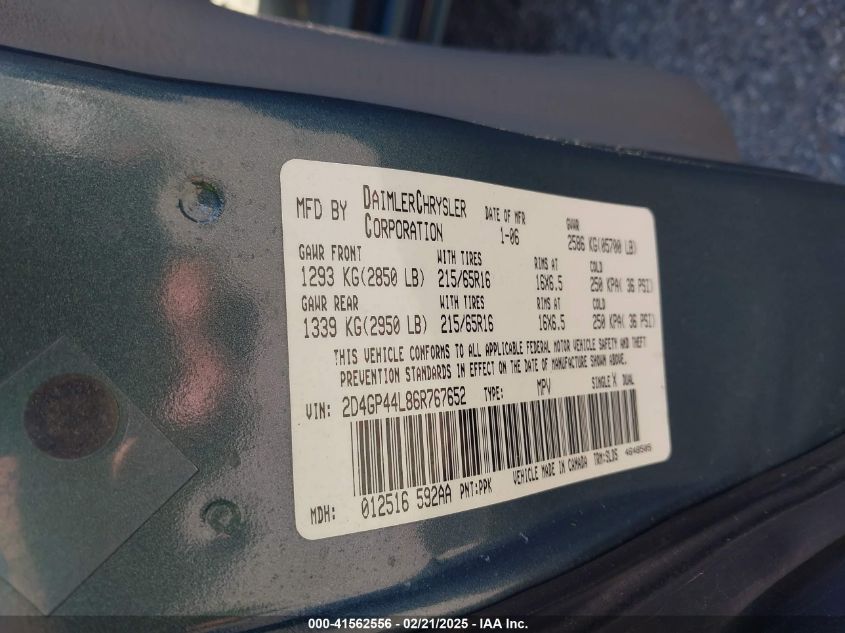 MFD BY DAIMLERCHRYSLER CORPORATION DATE OF MFR 1-06 GVWR 2586 KG(05700 LB)
GAWR FRONT WITH TIRES RIMS AT COLD
1293 KG(2850 LB) 215/65R16 16X6.5 250 KPA( 36 PSI)
GAWR REAR WITH TIRES RIMS AT COLD
1339 KG(2950 LB) 215/65R16 16X6.5 250 KPA( 36 PSI)
THIS VEHICLE CONFORMS TO ALL APPLICABLE FEDERAL MOTOR VEHICLE SAFETY AND THEFT
PREVENTION STANDARDS IN EFFECT ON THE DATE OF MANUFACTURE SHOWN ABOVE.
VIN: 2D4GP44L86R767652 TYPE: MPV SINGLE X DUAL
MDH: 012516 592AA PNT:PPK VEHICLE MADE IN CANADA TRM:SLD5 4648505
000-41562556 - 02/21/2025 - IAA Inc.